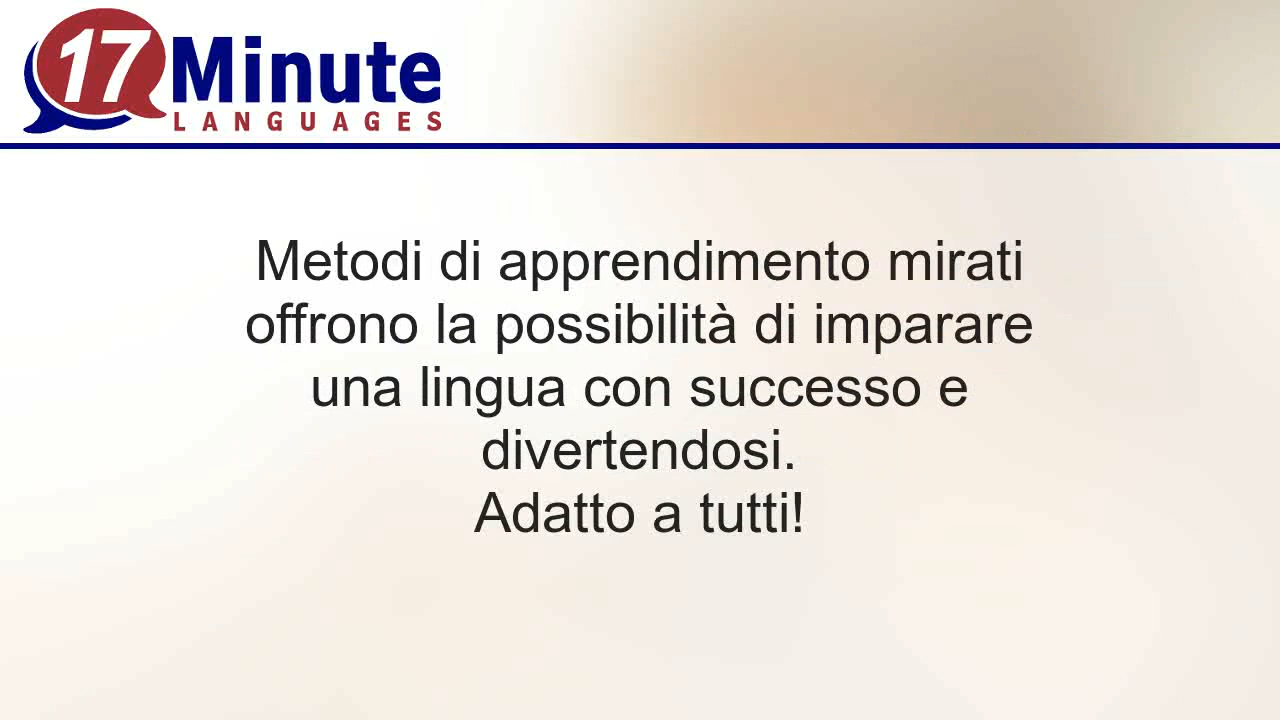 17 Minute
LANGUAGES
Metodi di apprendimento mirati
offrono la possibilità di imparare
una lingua con successo e
divertendosi.
Adatto a tutti!